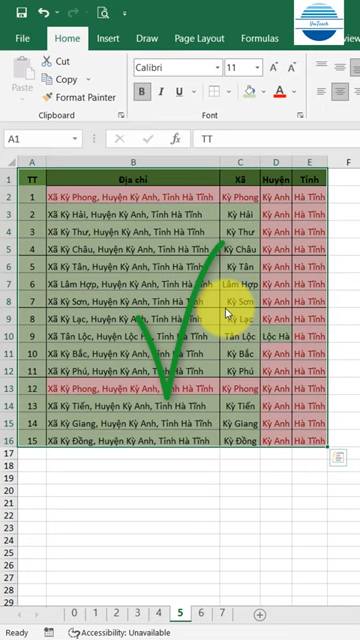 VinTeach
File Home Insert Draw Page Layout
Cut
Copy
Format Painter
Paste
Clipboard
Calibri 11
B I U
Font
A1 fx TT
A B C D E F
1 TT Địa chỉ Xã Huyện Tỉnh
2 1 Xã Kỳ Phong, Huyện Kỳ Anh, Tỉnh Hà Tĩnh Kỳ Phong Kỳ Anh Hà Tĩnh
3 2 Xã Kỳ Hải, Huyện Kỳ Anh, Tỉnh Hà Tĩnh Kỳ Hải Kỳ Anh Hà Tĩnh
4 3 Xã Kỳ Thư, Huyện Kỳ Anh, Tỉnh Hà Tĩnh Kỳ Thư Kỳ Anh Hà Tĩnh
5 4 Xã Kỳ Châu, Huyện Kỳ Anh, Tỉnh Hà Tĩnh Kỳ Châu Kỳ Anh Hà Tĩnh
6 5 Xã Kỳ Tân, Huyện Kỳ Anh, Tỉnh Hà Tĩnh Kỳ Tân Kỳ Anh Hà Tĩnh
7 6 Xã Lâm Hợp, Huyện Kỳ Anh, Tỉnh Hà Tĩnh Lâm Hợp Kỳ Anh Hà Tĩnh
8 7 Xã Kỳ Sơn, Huyện Kỳ Anh, Tỉnh Hà Tĩnh Kỳ Sơn Kỳ Anh Hà Tĩnh
9 8 Xã Kỳ Lạc, Huyện Kỳ Anh, Tỉnh Hà Tĩnh Kỳ Lạc Kỳ Anh Hà Tĩnh
10 9 Xã Tân Lộc, Huyện Lộc Hà, Tỉnh Hà Tĩnh Tân Lộc Lộc Hà Hà Tĩnh
11 10 Xã Kỳ Bắc, Huyện Kỳ Anh, Tỉnh Hà Tĩnh Kỳ Bắc Kỳ Anh Hà Tĩnh
12 11 Xã Kỳ Phú, Huyện Kỳ Anh, Tỉnh Hà Tĩnh Kỳ Phú Kỳ Anh Hà Tĩnh
13 12 Xã Kỳ Phong, Huyện Kỳ Anh, Tỉnh Hà Tĩnh Kỳ Phong Kỳ Anh Hà Tĩnh
14 13 Xã Kỳ Tiến, Huyện Kỳ Anh, Tỉnh Hà Tĩnh Kỳ Tiến Kỳ Anh Hà Tĩnh
15 14 Xã Kỳ Giang, Huyện Kỳ Anh, Tỉnh Hà Tĩnh Kỳ Giang Kỳ Anh Hà Tĩnh
16 15 Xã Kỳ Đồng, Huyện Kỳ Anh, Tỉnh Hà Tĩnh Kỳ Đồng Kỳ Anh Hà Tĩnh
17
18
19
20
21
22
23
24
25
26
27
28
29
0 1 2 3 4 5 6 7
Ready Accessibility: Unavailable